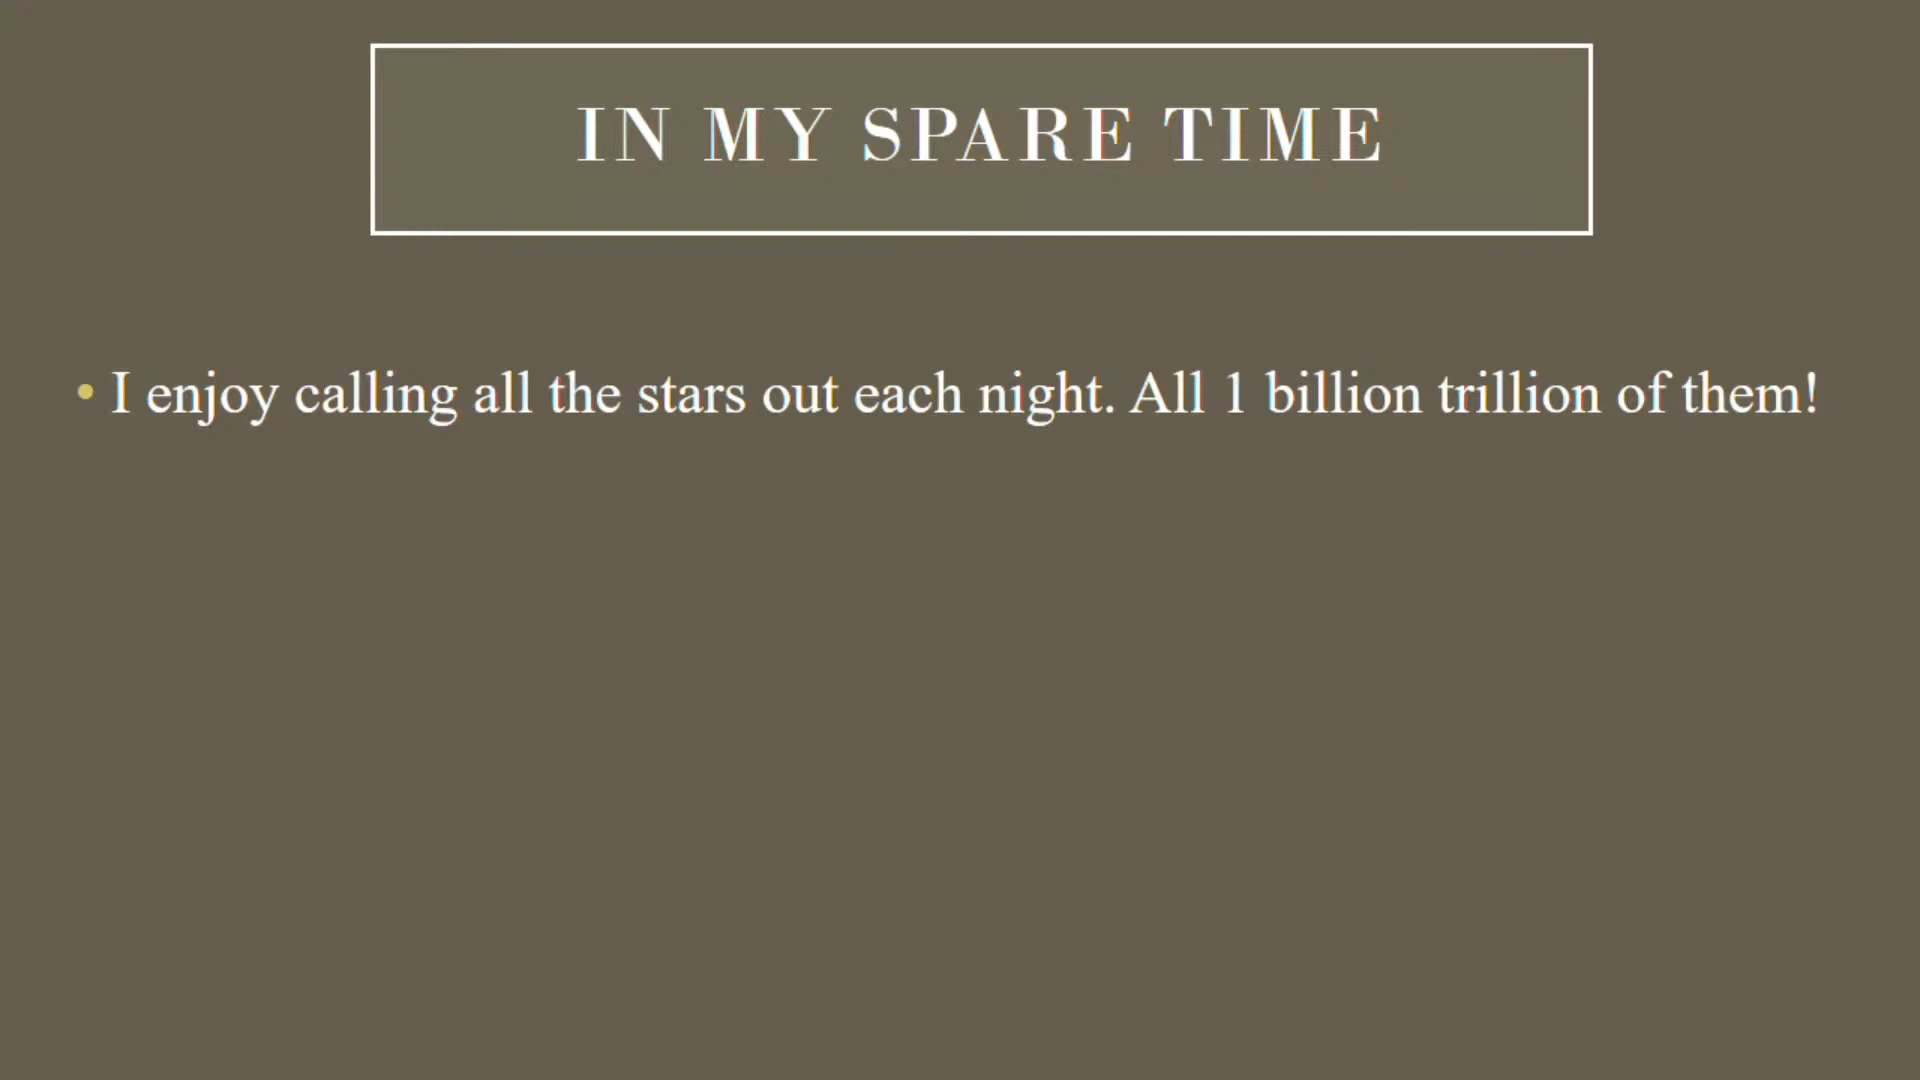 IN MY SPARE TIME
• I enjoy calling all the stars out each night. All 1 billion trillion of them!